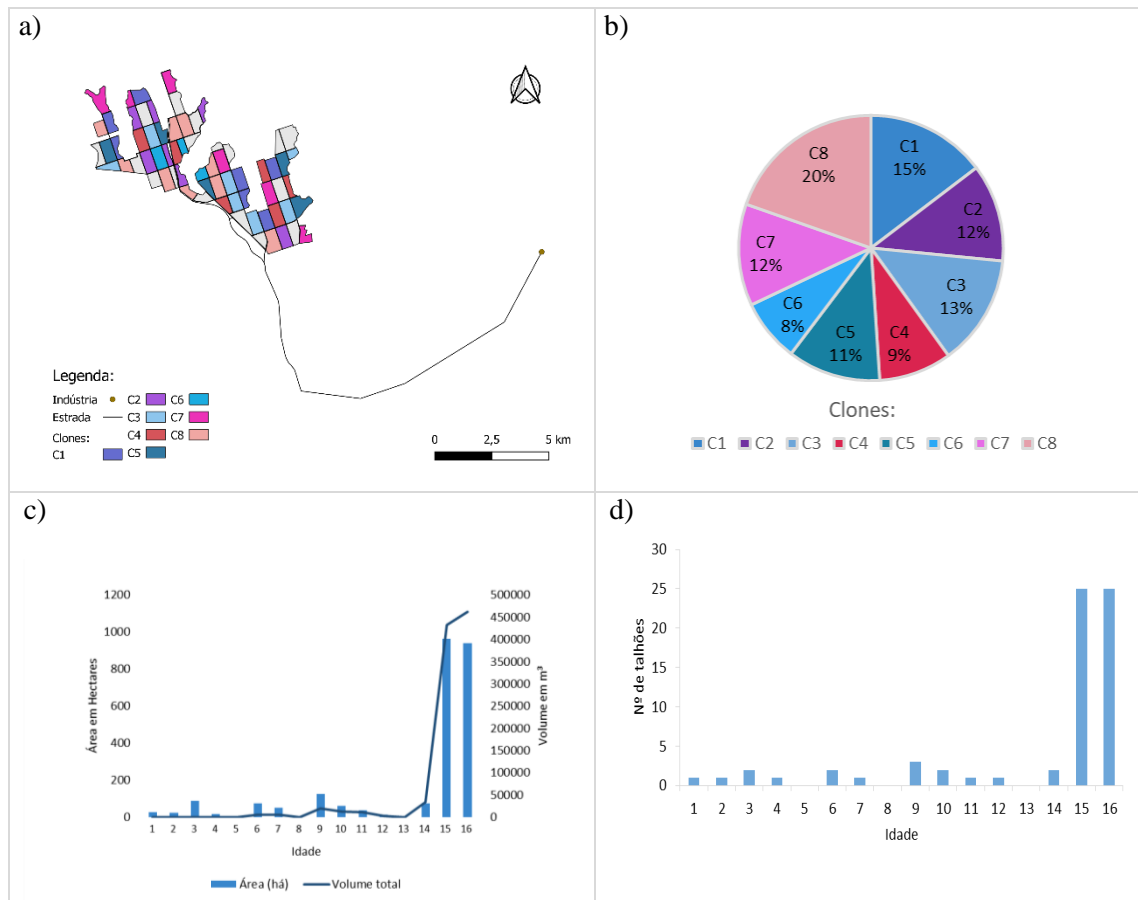 a)
Legenda:
Indústria C2 C6
Estrada C3 C7
Clones: C4 C8
C1 C5
0 2,5 5 km
b)
C1
15%
C2
12%
C3
13%
C4
9%
C5
11%
C6
8%
C7
12%
C8
20%
Clones:
C1 C2 C3 C4 C5 C6 C7 C8
c)
Área em Hectares
1200
1000
800
600
400
200
0
500000
450000
400000
350000
300000
250000
200000
150000
100000
50000
0
Volume em m³
1 2 3 4 5 6 7 8 9 10 11 12 13 14 15 16
Idade
Área (há) Volume total
d)
Nº de talhões
30
25
20
15
10
5
0
1 2 3 4 5 6 7 8 9 10 11 12 13 14 15 16
Idade